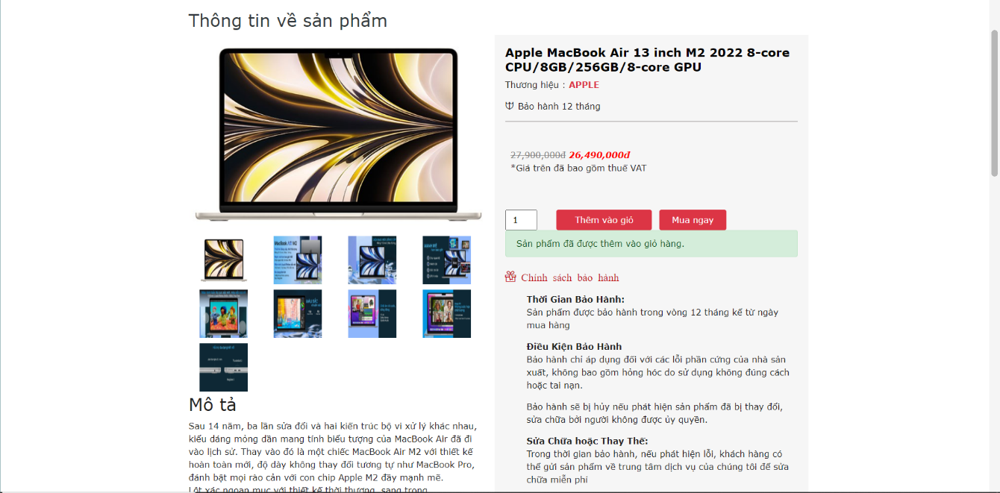 Thông tin về sản phẩm
Apple MacBook Air 13 inch M2 2022 8-core
CPU/8GB/256GB/8-core GPU
Thương hiệu : APPLE
Bảo hành 12 tháng
27,900,000đ 26,490,000đ
*Giá trên đã bao gồm thuế VAT
1
Thêm vào giỏ
Mua ngay
Sản phẩm đã được thêm vào giỏ hàng.
Chính sách bảo hành
Thời Gian Bảo Hành:
Sản phẩm được bảo hành trong vòng 12 tháng kể từ ngày
mua hàng
Điều Kiện Bảo Hành
Bảo hành chỉ áp dụng đối với các lỗi phần cứng của nhà sản
xuất, không bao gồm hỏng hóc do sử dụng không đúng cách
hoặc tai nạn.
Bảo hành sẽ bị hủy nếu phát hiện sản phẩm đã bị thay đổi,
sửa chữa bởi người không được ủy quyền.
Sửa Chữa hoặc Thay Thế:
Trong thời gian bảo hành, nếu phát hiện lỗi, khách hàng có
thể gửi sản phẩm về trung tâm dịch vụ của chúng tôi để sửa
chữa miễn phí
MacBook Air M2
Mô tả
Sau 14 năm, ba lần sửa đổi và hai kiến trúc bộ vi xử lý khác nhau,
kiểu dáng mỏng dần mang tính biểu tượng của MacBook Air đã đi
vào lịch sử. Thay vào đó là một chiếc MacBook Air M2 với thiết kế
hoàn toàn mới, độ dày không thay đổi tương tự như MacBook Pro,
đánh bật mọi rào cản với con chip Apple M2 đầy mạnh mẽ.
Lột xác ngoạn mục với thiết kế thời thượng, sang trọng